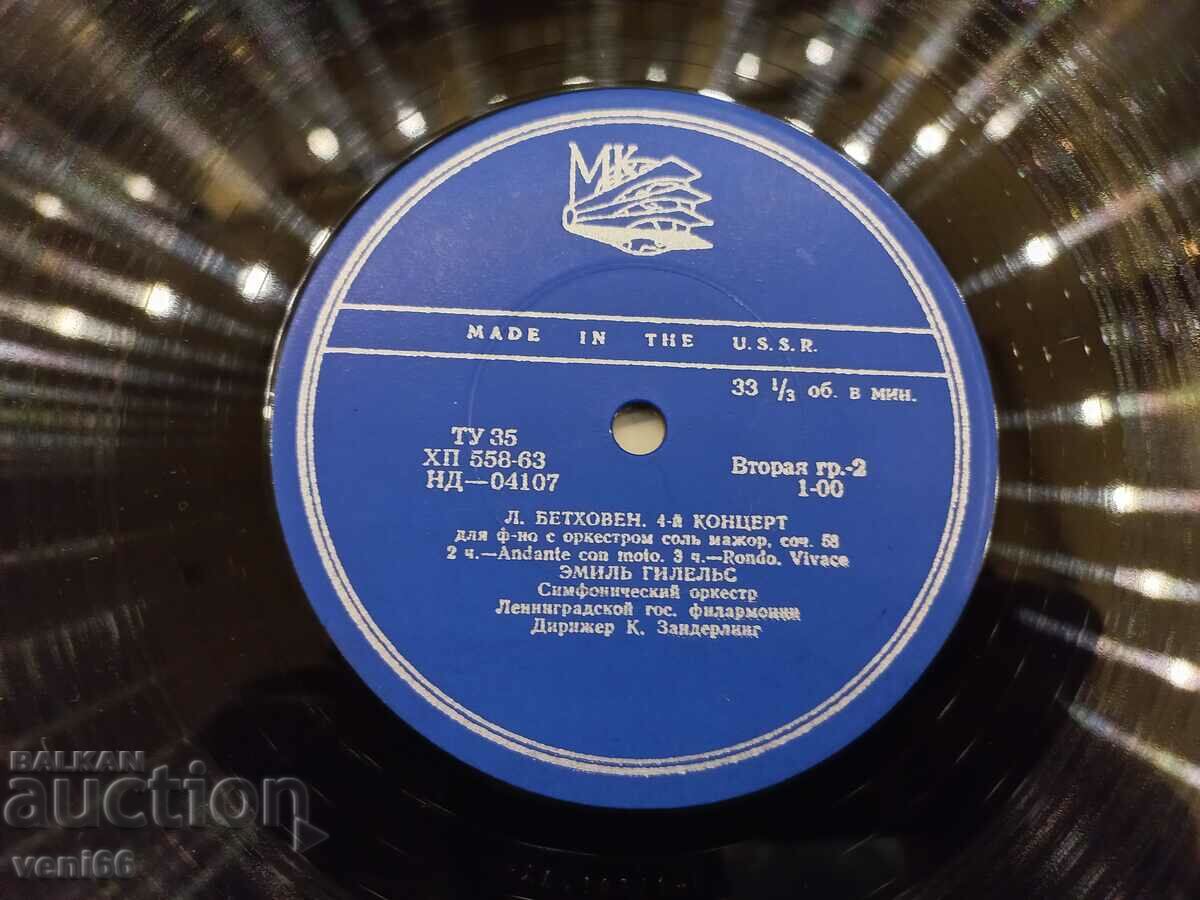 МК
MADE IN THE U.S.S.R.
33 1/3 об. в мин.
ТУ 35
ХП 558-63
НД—04107
Вторая гр.-2
1-00
Л. БЕТХОВЕН. 4-й КОНЦЕРТ
для ф-но с оркестром соль мажор, соч. 58
2 ч.—Andante con moto. 3 ч.—Rondo. Vivace
ЭМИЛЬ ГИЛЕЛЬС
Симфонический оркестр
Ленинградской гос. филармонии
Дирижер К. Зандерлинг
BALKAN
auction
veni66